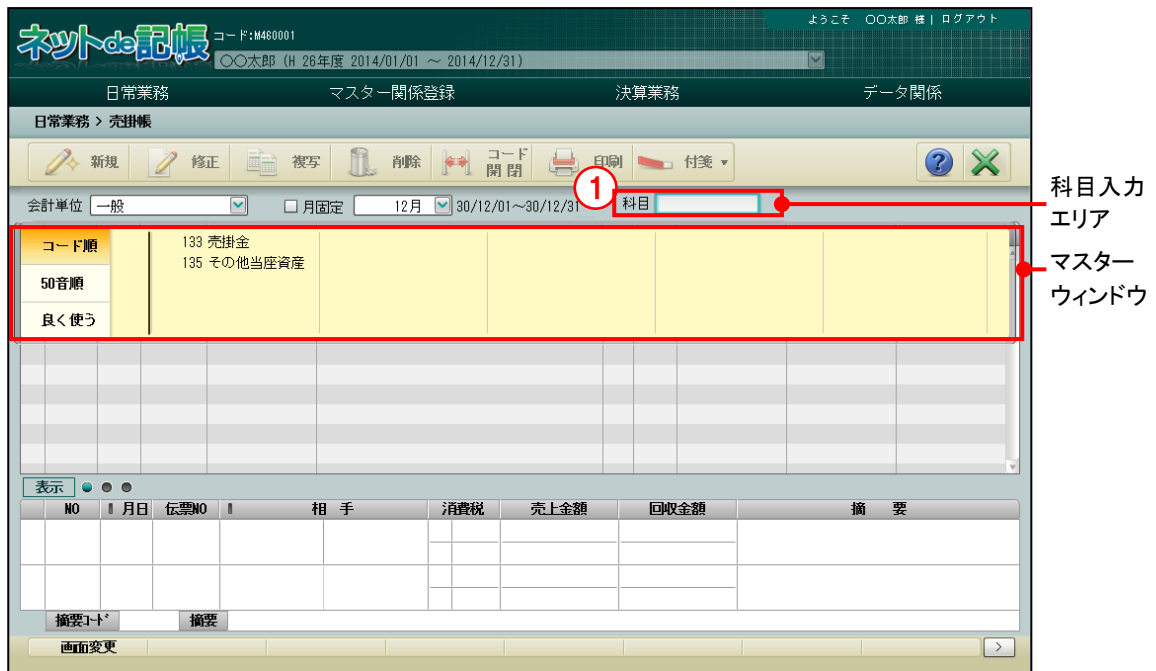 ようこそ 〇〇太郎 様 | ログアウト
ネットde記帳 コード:M460001
〇〇太郎 (H 26年度 2014/01/01 ～ 2014/12/31)
日常業務 マスター関係登録 決算業務 データ関係
日常業務 > 売掛帳
新規 修正 複写 削除 コード開閉 印刷 付箋 ▼ ?
会計単位 一般 月固定 12月 30/12/01～30/12/31 ① 科目
科目入力
エリア
コード順 133 売掛金
135 その他当座資産
50音順
良く使う
マスター
ウィンドウ
表示
NO 月日 伝票NO 相手 消費税 売上金額 回収金額 摘要
摘要コード 摘要
画面変更 >